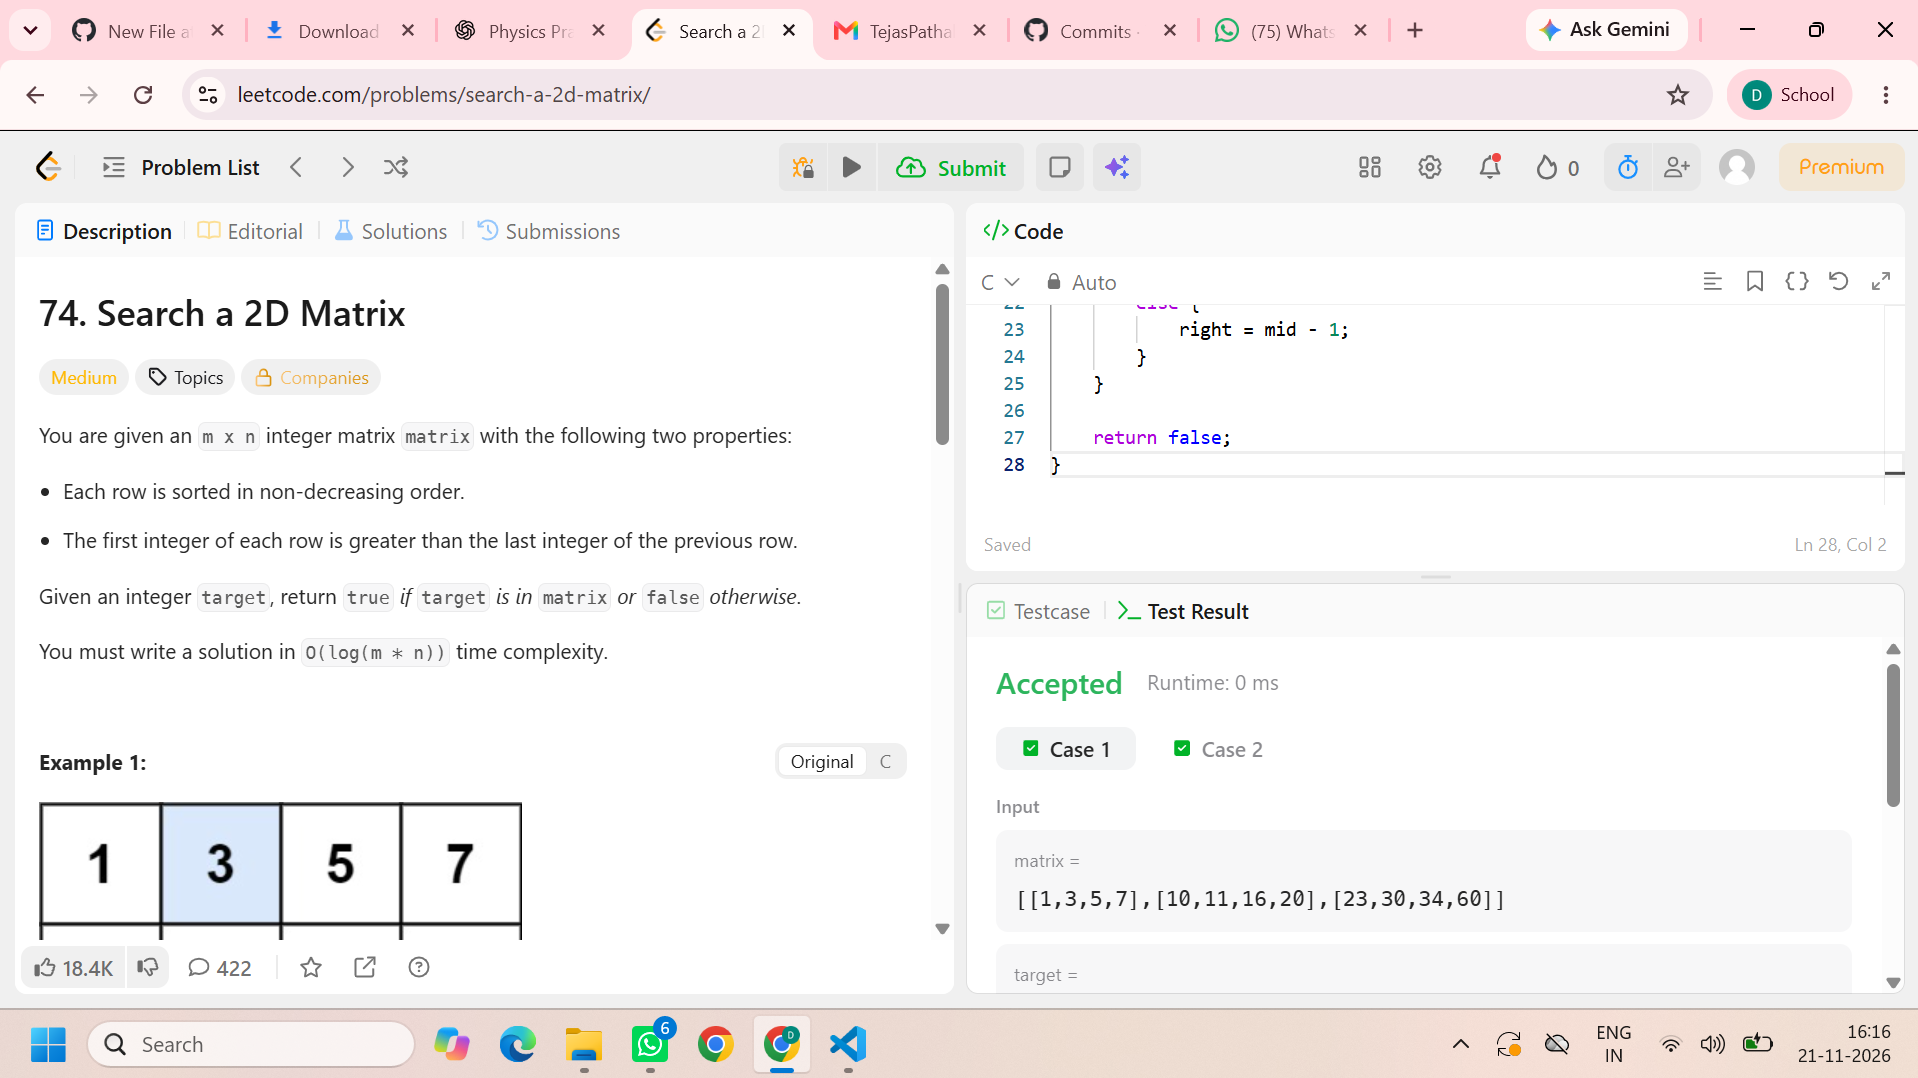 New File a
Download
Physics Pra
Search a 2
TejasPatha
Commits ·
(75) Whats
Ask Gemini
leetcode.com/problems/search-a-2d-matrix/
D School
Problem List
Submit
0
Premium
Description
Editorial
Solutions
Submissions
74. Search a 2D Matrix
Medium
Topics
Companies
You are given an m x n integer matrix matrix with the following two properties:
• Each row is sorted in non-decreasing order.
• The first integer of each row is greater than the last integer of the previous row.
Given an integer target, return true if target is in matrix or false otherwise.
You must write a solution in O(log(m * n)) time complexity.
Example 1:
Original C
1 3 5 7
18.4K
422
</> Code
C
Auto
22 else {
23 right = mid - 1;
24 }
25 }
26
27 return false;
28 }
Saved
Ln 28, Col 2
Testcase
Test Result
Accepted
Runtime: 0 ms
Case 1
Case 2
Input
matrix =
[[1,3,5,7],[10,11,16,20],[23,30,34,60]]
target =
Search
6
D
ENG
IN
16:16
21-11-2026